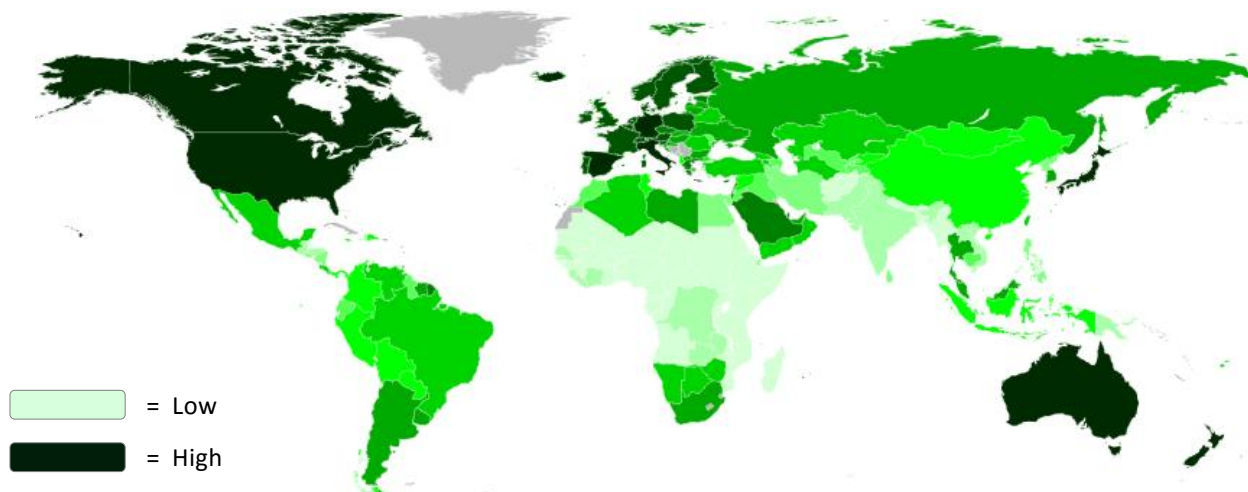 = Low
= High